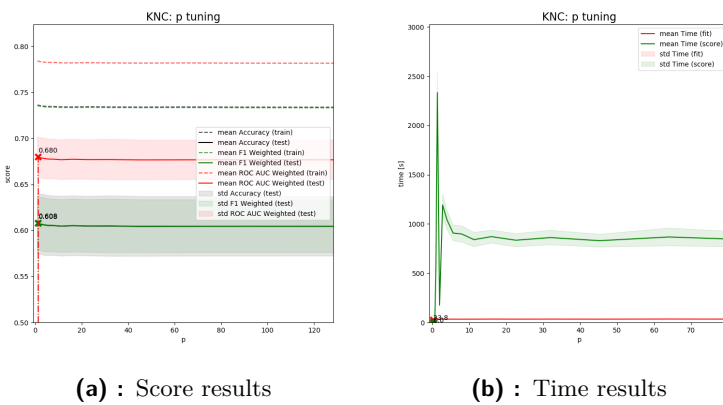 KNC: p tuning
0.80
0.75
0.70
0.65
0.60
0.55
0.50
score
0.680
0.608
mean Accuracy (train)
mean Accuracy (test)
mean F1 Weighted (train)
mean F1 Weighted (test)
mean ROC AUC Weighted (train)
mean ROC AUC Weighted (test)
std Accuracy (test)
std F1 Weighted (test)
std ROC AUC Weighted (test)
0 20 40 60 80 100 120
p
KNC: p tuning
3000
2500
2000
1500
1000
500
0
time [s]
mean Time (fit)
mean Time (score)
std Time (fit)
std Time (score)
0 10 20 30 40 50 60 70
p
(a) : Score results
(b) : Time results